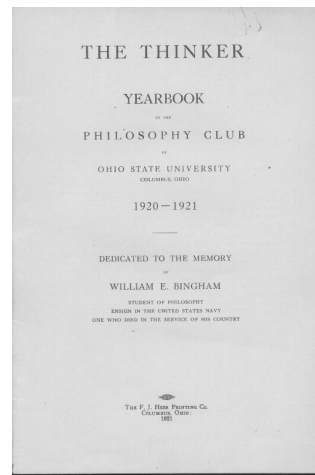 THE THINKER
YEARBOOK
OF THE
PHILOSOPHY CLUB
OF
OHIO STATE UNIVERSITY
COLUMBUS, OHIO
1920—1921
DEDICATED TO THE MEMORY
OF
WILLIAM E. BINGHAM
STUDENT OF PHILOSOPHY
ENSIGN IN THE UNITED STATES NAVY
ONE WHO DIED IN THE SERVICE OF HIS COUNTRY
THE F. J. HEER PRINTING CO.
COLUMBUS, OHIO:
1921